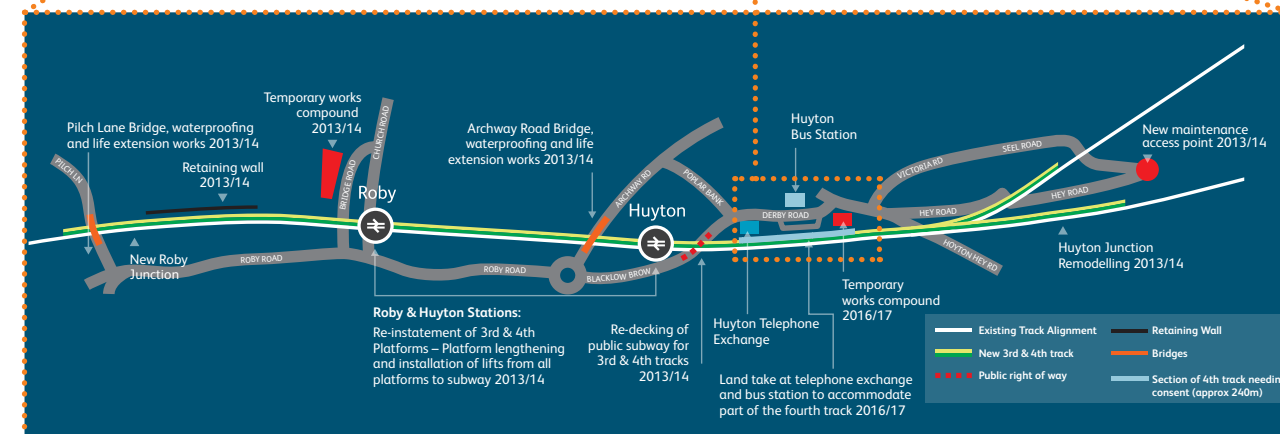 Temporary works
compound
2013/14
Pilch Lane Bridge, waterproofing
and life extension works 2013/14
Retaining wall
2013/14
PILCH LN
BRIDGE ROAD
CHURCH ROAD
Roby
New Roby
Junction
ROBY ROAD
ROBY ROAD
Archway Road Bridge,
waterproofing and life
extension works 2013/14
ARCHWAY RD
POPLAR BANK
Huyton
BLACKLOW BROW
Huyton
Bus Station
DERBY ROAD
VICTORIA RD
SEEL ROAD
HEY ROAD
HEY ROAD
HOYTON HEY RD
New maintenance
access point 2013/14
Huyton Junction
Remodelling 2013/14
Roby & Huyton Stations:
Re-instatement of 3rd & 4th
Platforms – Platform lengthening
and installation of lifts from all
platforms to subway 2013/14
Re-decking of
public subway for
3rd & 4th tracks
2013/14
Huyton Telephone
Exchange
Temporary
works compound
2016/17
Land take at telephone exchange
and bus station to accommodate
part of the fourth track 2016/17
Existing Track Alignment
New 3rd & 4th track
Public right of way
Retaining Wall
Bridges
Section of 4th track needin
consent (approx 240m)